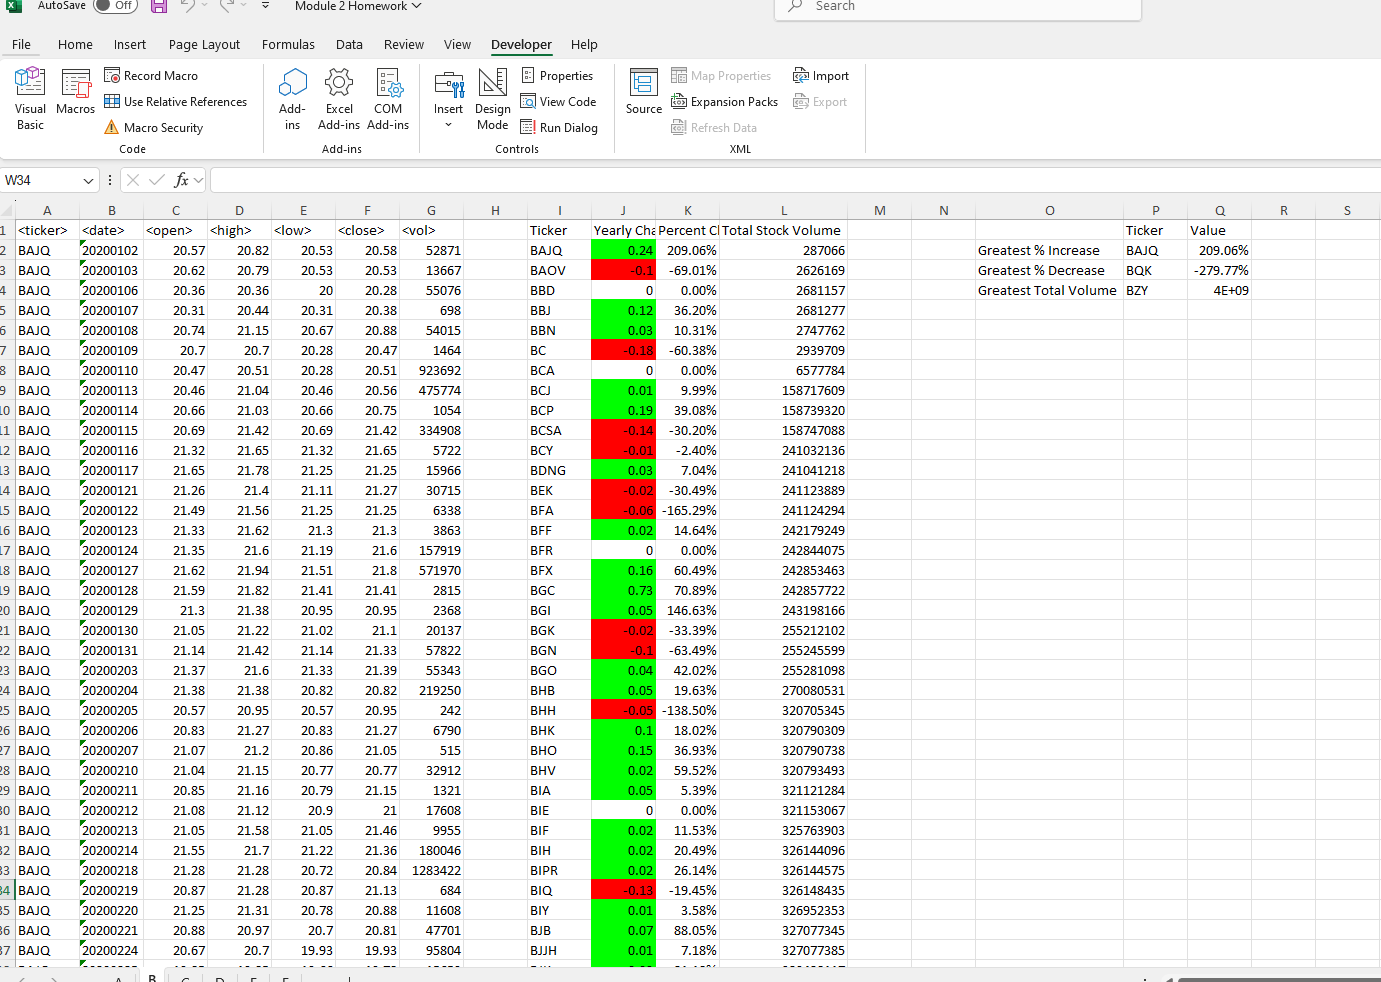 AutoSave Off Module 2 Homework Search
File Home Insert Page Layout Formulas Data Review View Developer Help
Visual Basic Macros Record Macro Use Relative References Macro Security Code
Add-ins Excel Add-ins COM Add-ins Add-ins
Insert Design Mode Properties View Code Run Dialog Controls
Source Map Properties Expansion Packs Refresh Data Import Export XML
W34 fx
A B C D E F G H I J K L M N O P Q R S
1 <ticker> <date> <open> <high> <low> <close> <vol> Ticker Yearly Cha Percent Cl Total Stock Volume Ticker Value
2 BAJQ 20200102 20.57 20.82 20.53 20.58 52871 BAJQ 0.24 209.06% 287066 Greatest % Increase BAJQ 209.06%
3 BAJQ 20200103 20.62 20.79 20.53 20.53 13667 BAOV -0.1 -69.01% 2626169 Greatest % Decrease BQK -279.77%
4 BAJQ 20200106 20.36 20.36 20 20.28 55076 BBD 0 0.00% 2681157 Greatest Total Volume BZY 4E+09
5 BAJQ 20200107 20.31 20.44 20.31 20.38 698 BBJ 0.12 36.20% 2681277
6 BAJQ 20200108 20.74 21.15 20.67 20.88 54015 BBN 0.03 10.31% 2747762
7 BAJQ 20200109 20.7 20.7 20.28 20.47 1464 BC -0.18 -60.38% 2939709
8 BAJQ 20200110 20.47 20.51 20.28 20.51 923692 BCA 0 0.00% 6577784
9 BAJQ 20200113 20.46 21.04 20.46 20.56 475774 BCJ 0.01 9.99% 158717609
10 BAJQ 20200114 20.66 21.03 20.66 20.75 1054 BCP 0.19 39.08% 158739320
11 BAJQ 20200115 20.69 21.42 20.69 21.42 334908 BCSA -0.14 -30.20% 158747088
12 BAJQ 20200116 21.32 21.65 21.32 21.65 5722 BCY -0.01 -2.40% 241032136
13 BAJQ 20200117 21.65 21.78 21.25 21.25 15966 BDNG 0.03 7.04% 241041218
14 BAJQ 20200121 21.26 21.4 21.11 21.27 30715 BEK -0.02 -30.49% 241123889
15 BAJQ 20200122 21.49 21.56 21.25 21.25 6338 BFA -0.06 -165.29% 241124294
16 BAJQ 20200123 21.33 21.62 21.3 21.3 3863 BFF 0.02 14.64% 242179249
17 BAJQ 20200124 21.35 21.6 21.19 21.6 157919 BFR 0 0.00% 242844075
18 BAJQ 20200127 21.62 21.94 21.51 21.8 571970 BFX 0.16 60.49% 242853463
19 BAJQ 20200128 21.59 21.82 21.41 21.41 2815 BGC 0.73 70.89% 242857722
20 BAJQ 20200129 21.3 21.38 20.95 20.95 2368 BGI 0.05 146.63% 243198166
21 BAJQ 20200130 21.05 21.22 21.02 21.1 20137 BGK -0.02 -33.39% 255212102
22 BAJQ 20200131 21.14 21.42 21.14 21.33 57822 BGN -0.1 -63.49% 255245599
23 BAJQ 20200203 21.37 21.6 21.33 21.39 55343 BGO 0.04 42.02% 255281098
24 BAJQ 20200204 21.38 21.38 20.82 20.82 219250 BHB 0.05 19.63% 270080531
25 BAJQ 20200205 20.57 20.95 20.57 20.95 242 BHH -0.05 -138.50% 320705345
26 BAJQ 20200206 20.83 21.27 20.83 21.27 6790 BHK 0.1 18.02% 320790309
27 BAJQ 20200207 21.07 21.2 20.86 21.05 515 BHO 0.15 36.93% 320790738
28 BAJQ 20200210 21.04 21.15 20.77 20.77 32912 BHV 0.02 59.52% 320793493
29 BAJQ 20200211 20.85 21.16 20.79 21.15 1321 BIA 0.05 5.39% 321121284
30 BAJQ 20200212 21.08 21.12 20.9 21 17608 BIE 0 0.00% 321153067
31 BAJQ 20200213 21.05 21.58 21.05 21.46 9955 BIF 0.02 11.53% 325763903
32 BAJQ 20200214 21.55 21.7 21.22 21.36 180046 BIH 0.02 20.49% 326144096
33 BAJQ 20200218 21.28 21.28 20.72 20.84 1283422 BIPR 0.02 26.14% 326144575
34 BAJQ 20200219 20.87 21.28 20.87 21.13 684 BIQ -0.13 -19.45% 326148435
35 BAJQ 20200220 21.25 21.31 20.78 20.88 11608 BIY 0.01 3.58% 326952353
36 BAJQ 20200221 20.88 20.97 20.7 20.81 47701 BJB 0.07 88.05% 327077345
37 BAJQ 20200224 20.67 20.7 19.93 19.93 95804 BJJH 0.01 7.18% 327077385
A B C D